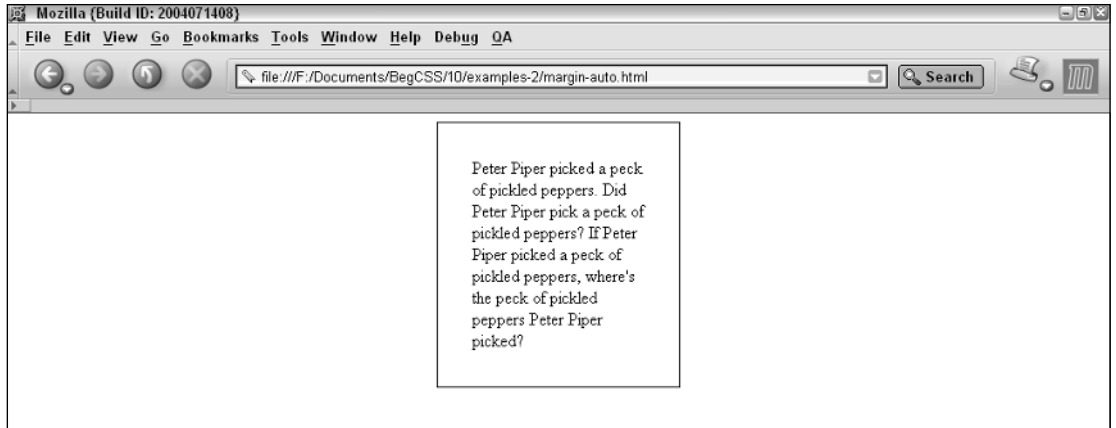 Mozilla {Build ID: 2004071408}
File Edit View Go Bookmarks Tools Window Help Debug QA
file:///F:/Documents/BegCSS/10/examples-2/margin-auto.html Search
Peter Piper picked a peck
of pickled peppers. Did
Peter Piper pick a peck of
pickled peppers? If Peter
Piper picked a peck of
pickled peppers, where's
the peck of pickled
peppers Peter Piper
picked?